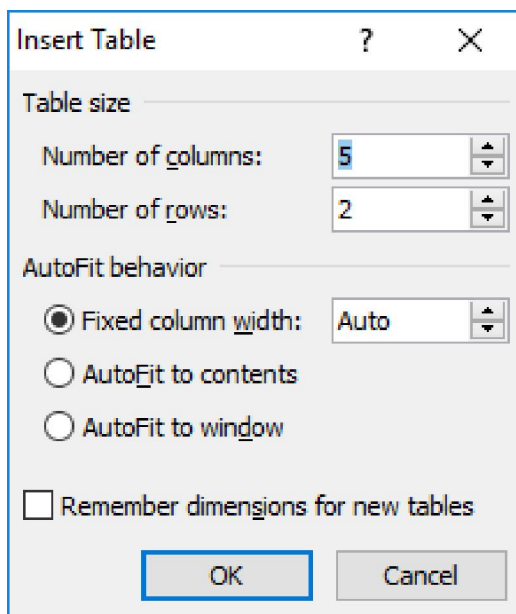 Insert Table ?
Table size
Number of columns: 5
Number of rows: 2
AutoFit behavior
Fixed column width: Auto
AutoFit to contents
AutoFit to window
Remember dimensions for new tables
OK Cancel